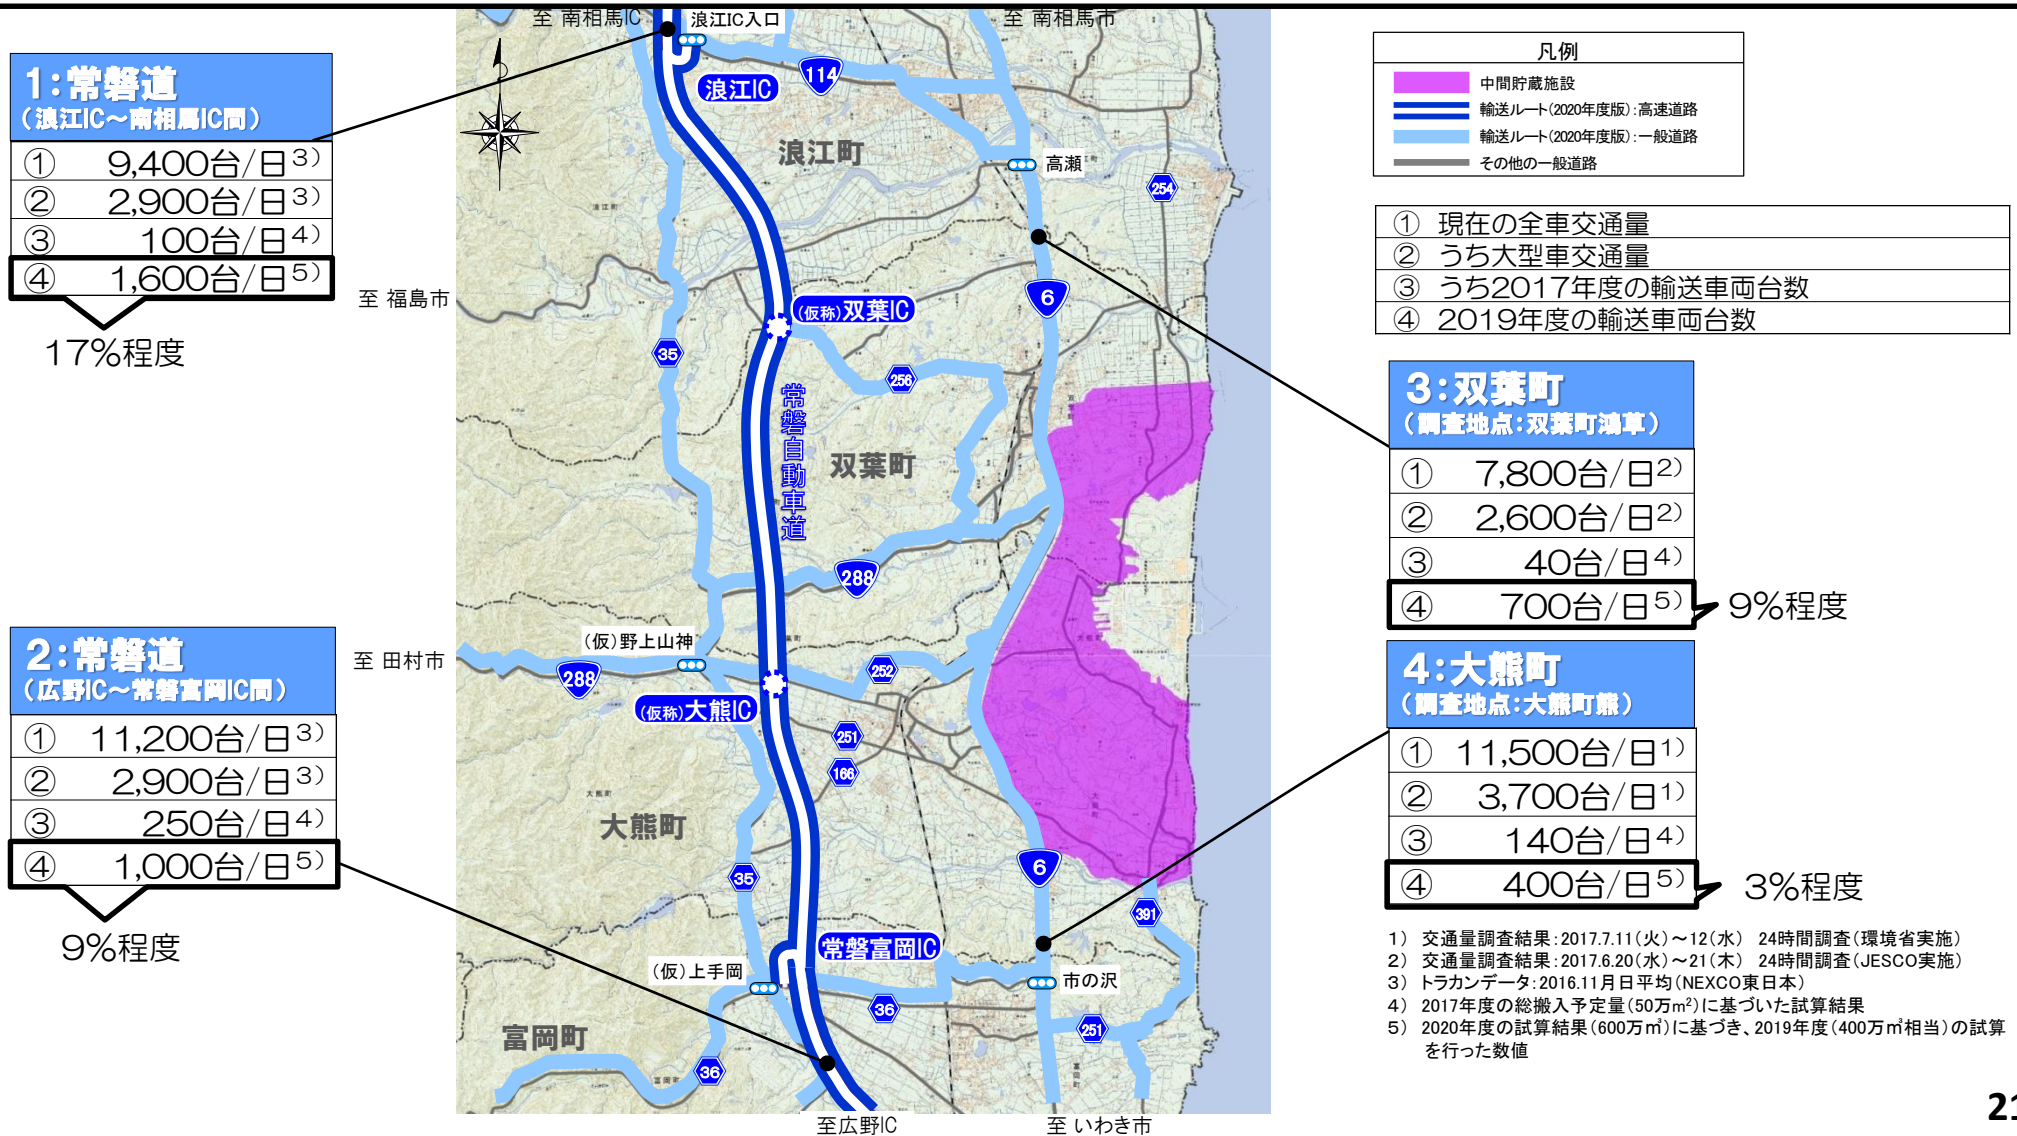 至 南相馬IC
浪江IC入口
至 南相馬市
1:常磐道
(浪江IC~南相馬IC間)
① 9,400台/日3)
② 2,900台/日3)
③ 100台/日4)
④ 1,600台/日5)
17%程度
2:常磐道
(広野IC~常磐富岡IC間)
① 11,200台/日3)
② 2,900台/日3)
③ 250台/日4)
④ 1,000台/日5)
9%程度
至 福島市
至 田村市
浪江IC
114
浪江町
高瀬
254
(仮称)双葉IC
6
35
256
常磐自動車道
双葉町
288
(仮)野上山神
288
252
(仮称)大熊IC
251
166
大熊町
大熊町
6
35
391
常磐富岡IC
(仮)上手岡
市の沢
36
251
富岡町
36
富岡町
至広野IC
至 いわき市
凡例
中間貯蔵施設
輸送ルート(2020年度版):高速道路
輸送ルート(2020年度版):一般道路
その他の一般道路
① 現在の全車交通量
② うち大型車交通量
③ うち2017年度の輸送車両台数
④ 2019年度の輸送車両台数
3:双葉町
(調査地点:双葉町鴻草)
① 7,800台/日2)
② 2,600台/日2)
③ 40台/日4)
④ 700台/日5)
9%程度
4:大熊町
(調査地点:大熊町熊)
① 11,500台/日1)
② 3,700台/日1)
③ 140台/日4)
④ 400台/日5)
3%程度
1) 交通量調査結果:2017.7.11(火)~12(水) 24時間調査(環境省実施)
2) 交通量調査結果:2017.6.20(水)~21(木) 24時間調査(JESCO実施)
3) トラカンデータ:2016.11月日平均(NEXCO東日本)
4) 2017年度の総搬入予定量(50万m²)に基づいた試算結果
5) 2020年度の試算結果(600万㎥)に基づき、2019年度(400万㎥相当)の試算
を行った数値
21